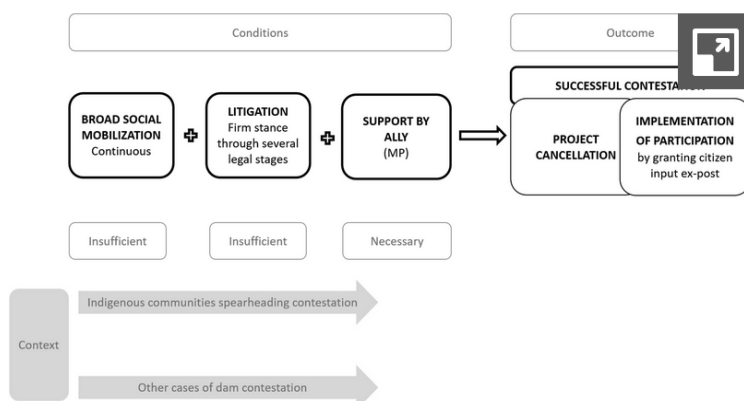 Conditions
Outcome
SUCCESSFUL
BROAD SOCIAL
MOBILIZATION
Continuous
LITIGATION
Firm stance
through several
legal stages
SUPPORT BY
ALLY
(MP)
PROJECT
CANCELLATION
IMPLEMENTATION
OF PARTICIPATION
by granting citizen
input ex-post
Insufficient
Insufficient
Necessary
Context
Indigenous communities spearheading contestation
Other cases of dam contestation